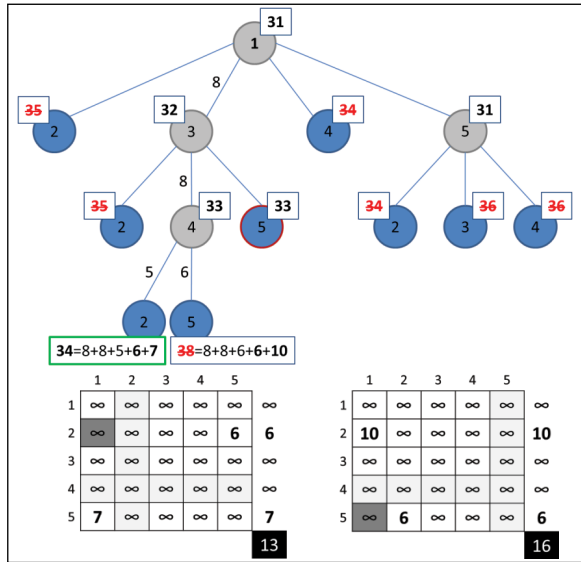 31
1
8
35
2
32
3
34
4
31
5
8
35
2
33
4
33
5
34
2
36
3
36
4
5
6
2
5
34=8+8+5+6+7
38=8+8+6+6+10
1 2 3 4 5
1 ∞ ∞ ∞ ∞ ∞ ∞
2 ∞ ∞ ∞ ∞ 6 6
3 ∞ ∞ ∞ ∞ ∞ ∞
4 ∞ ∞ ∞ ∞ ∞ ∞
5 7 ∞ ∞ ∞ ∞ 7
13
1 2 3 4 5
1 ∞ ∞ ∞ ∞ ∞ ∞
2 10 ∞ ∞ ∞ ∞ 10
3 ∞ ∞ ∞ ∞ ∞ ∞
4 ∞ ∞ ∞ ∞ ∞ ∞
5 ∞ 6 ∞ ∞ ∞ 6
16